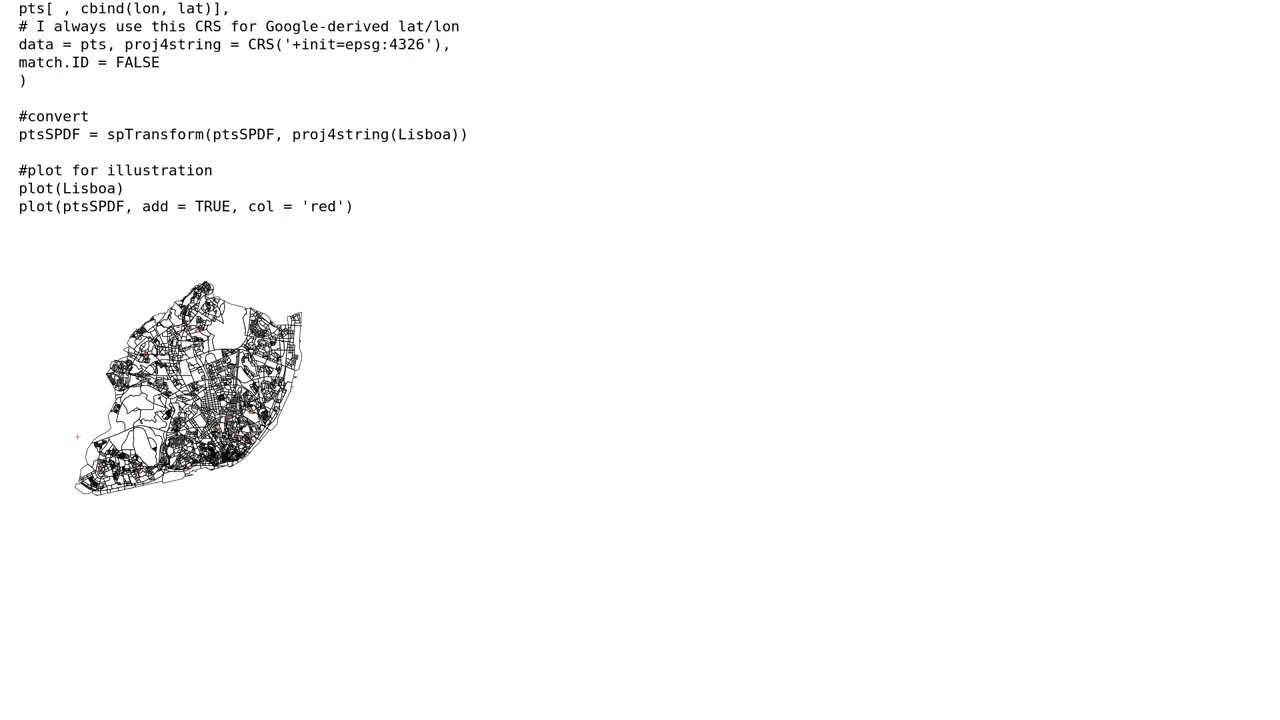 pts[ , cbind(lon, lat)],
# I always use this CRS for Google-derived lat/lon
data = pts, proj4string = CRS('+init=epsg:4326'),
match.ID = FALSE
)
#convert
ptsSPDF = spTransform(ptsSPDF, proj4string(Lisboa))
#plot for illustration
plot(Lisboa)
plot(ptsSPDF, add = TRUE, col = 'red')